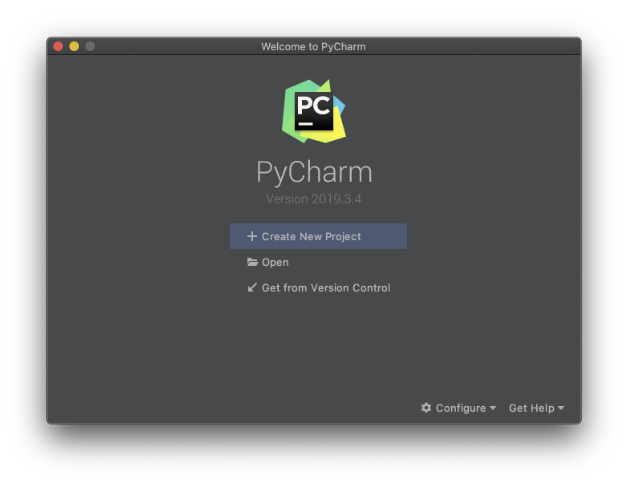 Welcome to PyCharm
PC
PyCharm
Version 2019.3.4
Create New Project
Open
Get from Version Control
Configure Get Help